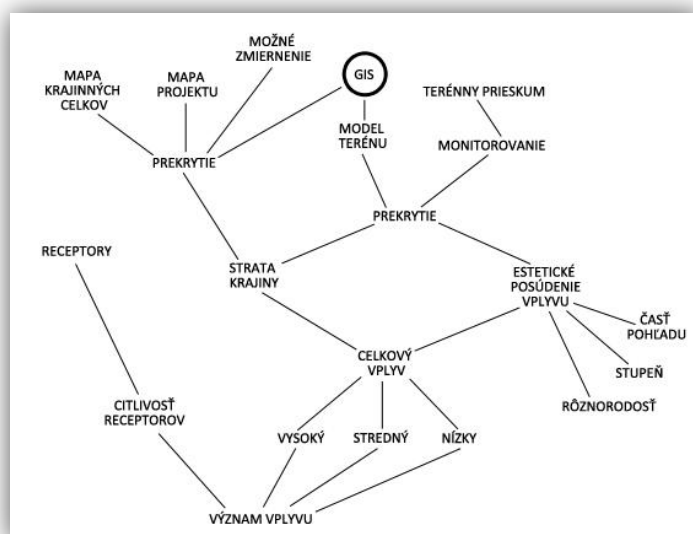 MOŽNÉ
ZMIERNENIE
MAPA
KRAJINNÝCH
CELKOV
MAPA
PROJEKTU
GIS
TERÉNNY PRIESKUM
MODEL
TERÉNU
MONITOROVANIE
PREKRYTIE
PREKRYTIE
RECEPTORY
STRATA
KRAJINY
ESTETICKÉ
POSÚDENIE
VPLYVU
ČASŤ
POHĽADU
CELKOVÝ
VPLYV
STUPEŇ
RÔZNORODOSŤ
CITLIVOSŤ
RECEPTOROV
VYSOKÝ
STREDNÝ
NÍZKY
VÝZNAM VPLYVU